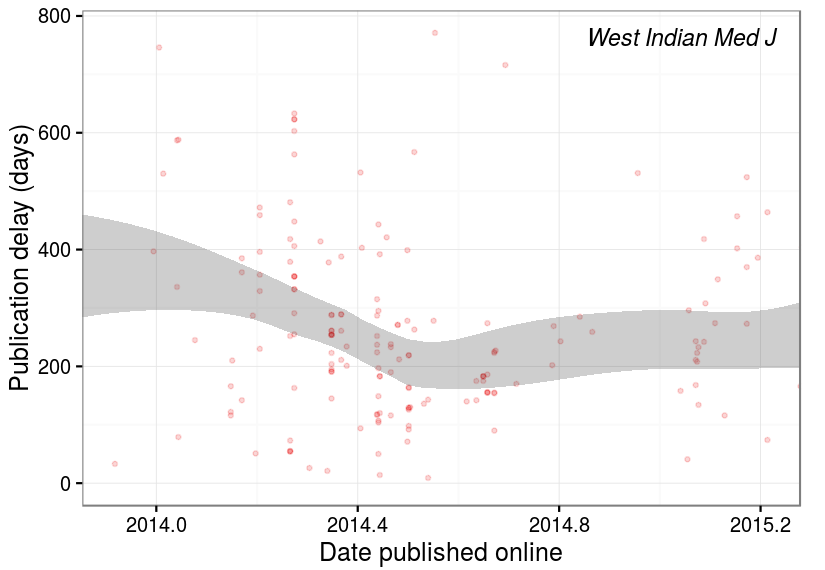 West Indian Med J
Publication delay (days)
800
600
400
200
0
2014.0 2014.4 2014.8 2015.2
Date published online